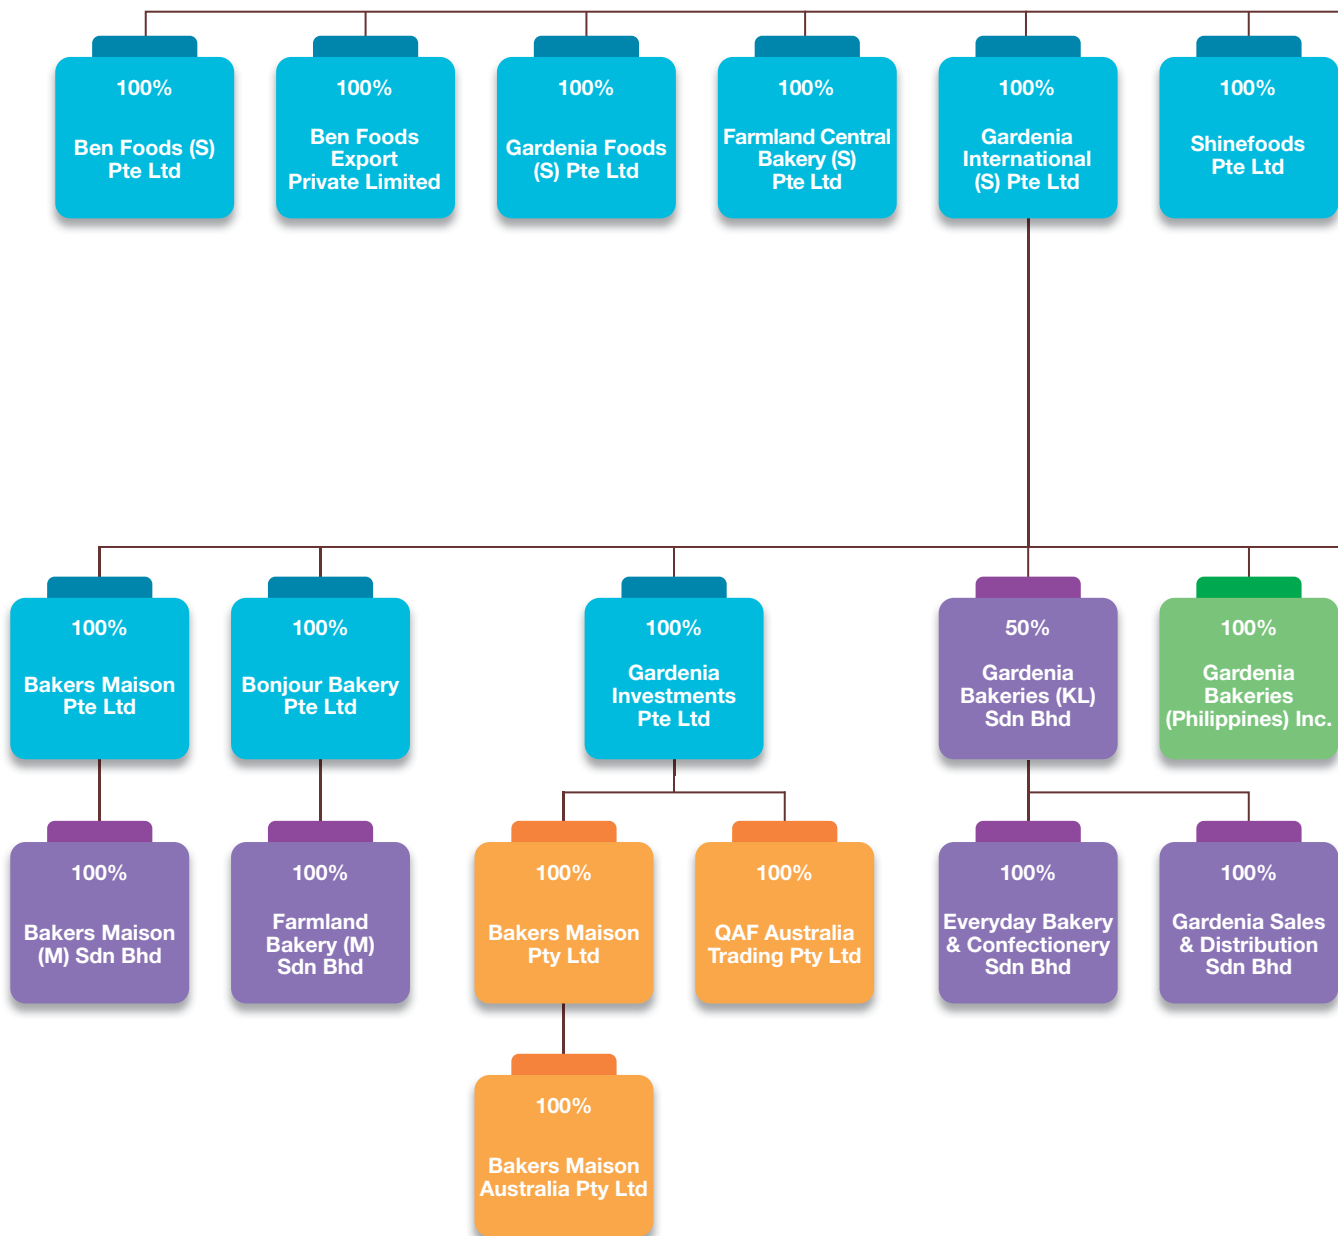 100%
Ben Foods (S)
Pte Ltd
100%
Ben Foods
Export
Private Limited
100%
Gardenia Foods
(S) Pte Ltd
100%
Farmland Central
Bakery (S)
Pte Ltd
100%
Gardenia
International
(S) Pte Ltd
100%
Shinefoods
Pte Ltd
100%
Bakers Maison
Pte Ltd
100%
Bonjour Bakery
Pte Ltd
100%
Gardenia
Investments
Pte Ltd
50%
Gardenia
Bakeries (KL)
Sdn Bhd
100%
Gardenia
Bakeries
(Philippines) Inc.
100%
Bakers Maison
(M) Sdn Bhd
100%
Farmland
Bakery (M)
Sdn Bhd
100%
Bakers Maison
Pty Ltd
100%
QAF Australia
Trading Pty Ltd
100%
Everyday Bakery
& Confectionery
Sdn Bhd
100%
Gardenia Sales
& Distribution
Sdn Bhd
100%
Bakers Maison
Australia Pty Ltd